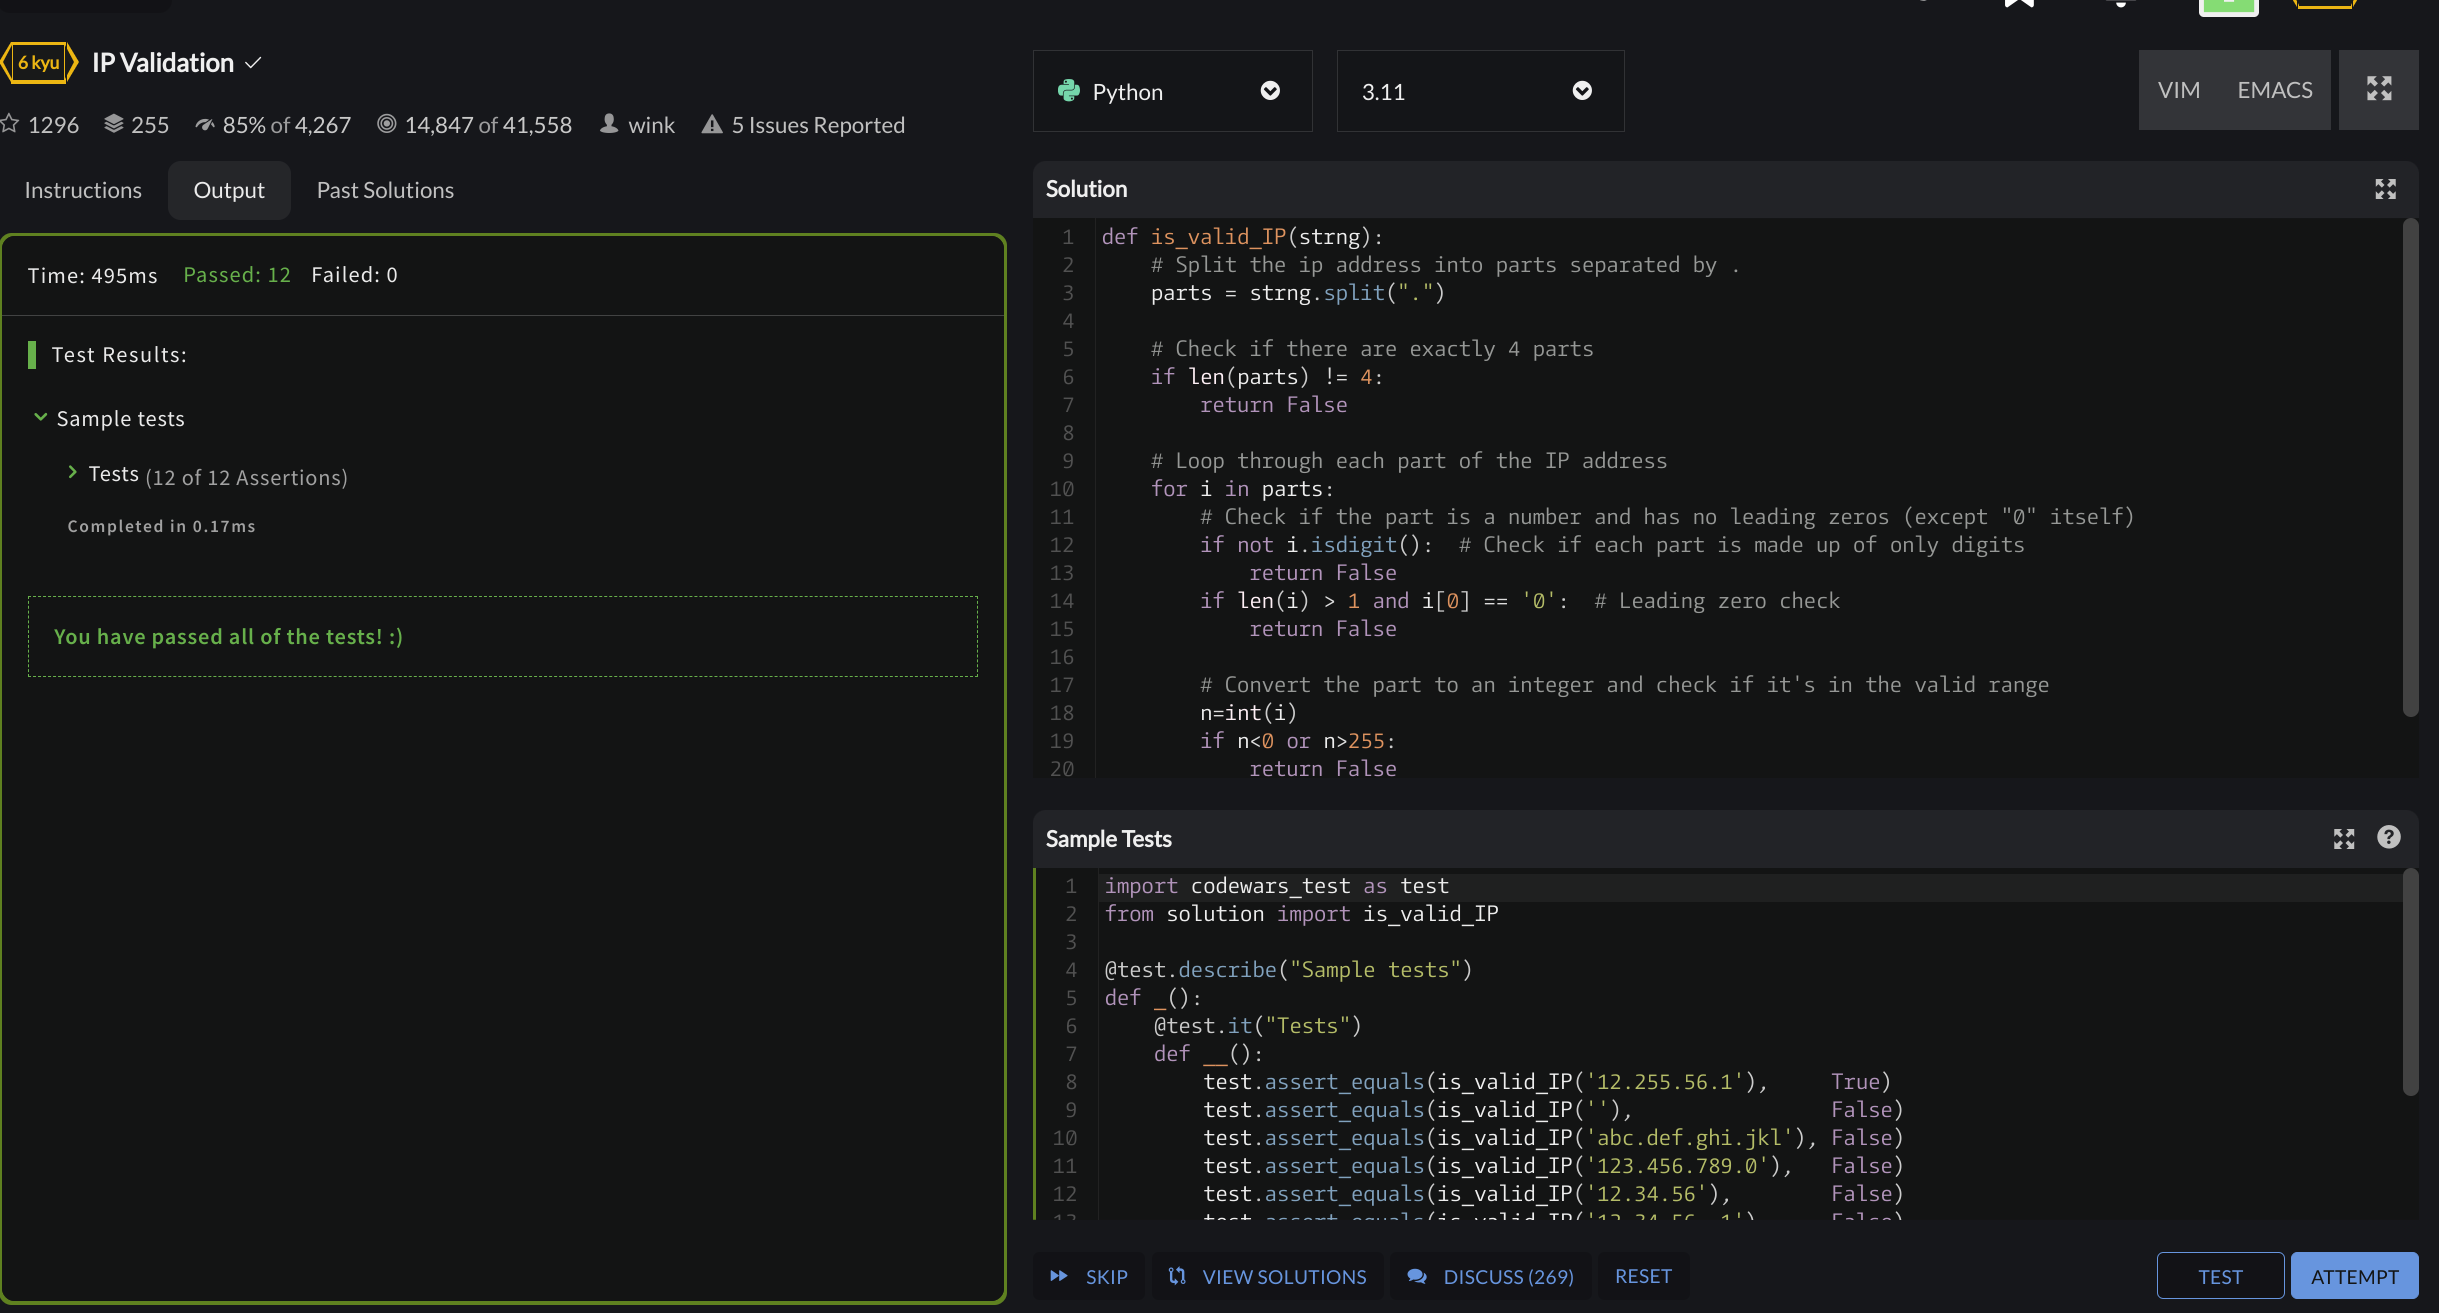 6 kyu IP Validation
1296 255 85% of 4,267 14,847 of 41,558 wink 5 Issues Reported
Instructions Output Past Solutions
Time: 495ms Passed: 12 Failed: 0
Test Results:
Sample tests
Tests (12 of 12 Assertions)
Completed in 0.17ms
You have passed all of the tests! :)
Python 3.11 VIM EMACS
Solution
1 def is_valid_IP(strng):
2     # Split the ip address into parts separated by .
3     parts = strng.split(".")
4
5     # Check if there are exactly 4 parts
6     if len(parts) != 4:
7         return False
8
9     # Loop through each part of the IP address
10     for i in parts:
11         # Check if the part is a number and has no leading zeros (except "0" itself)
12         if not i.isdigit():  # Check if each part is made up of only digits
13             return False
14         if len(i) > 1 and i[0] == '0':  # Leading zero check
15             return False
16
17         # Convert the part to an integer and check if it's in the valid range
18         n=int(i)
19         if n<0 or n>255:
20             return False
Sample Tests
1 import codewars_test as test
2 from solution import is_valid_IP
3
4 @test.describe("Sample tests")
5 def _():
6     @test.it("Tests")
7     def __():
8         test.assert_equals(is_valid_IP('12.255.56.1'),     True)
9         test.assert_equals(is_valid_IP(''),                False)
10         test.assert_equals(is_valid_IP('abc.def.ghi.jkl'), False)
11         test.assert_equals(is_valid_IP('123.456.789.0'),   False)
12         test.assert_equals(is_valid_IP('12.34.56'),        False)
SKIP VIEW SOLUTIONS DISCUSS (269) RESET TEST ATTEMPT